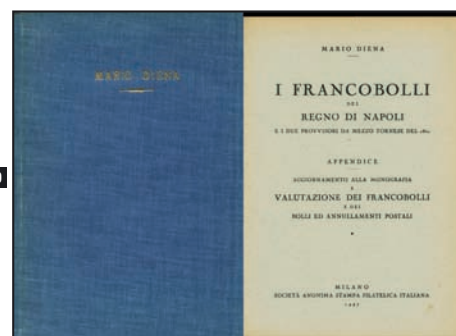 MARIO DIENA
MARIO DIENA
I FRANCOBOLLI
DEL
REGNO DI NAPOLI
E I DUE PROVVISORI DA MEZZO TORNESE DEL 1860
APPENDICE
AGGIORNAMENTO ALLA MONOGRAFIA
E
VALUTAZIONE DEI FRANCOBOLLI
E DEI
BOLLI ED ANNULLAMENTI POSTALI
MILANO
SOCIETÀ ANONIMA STAMPA FILATELICA ITALIANA